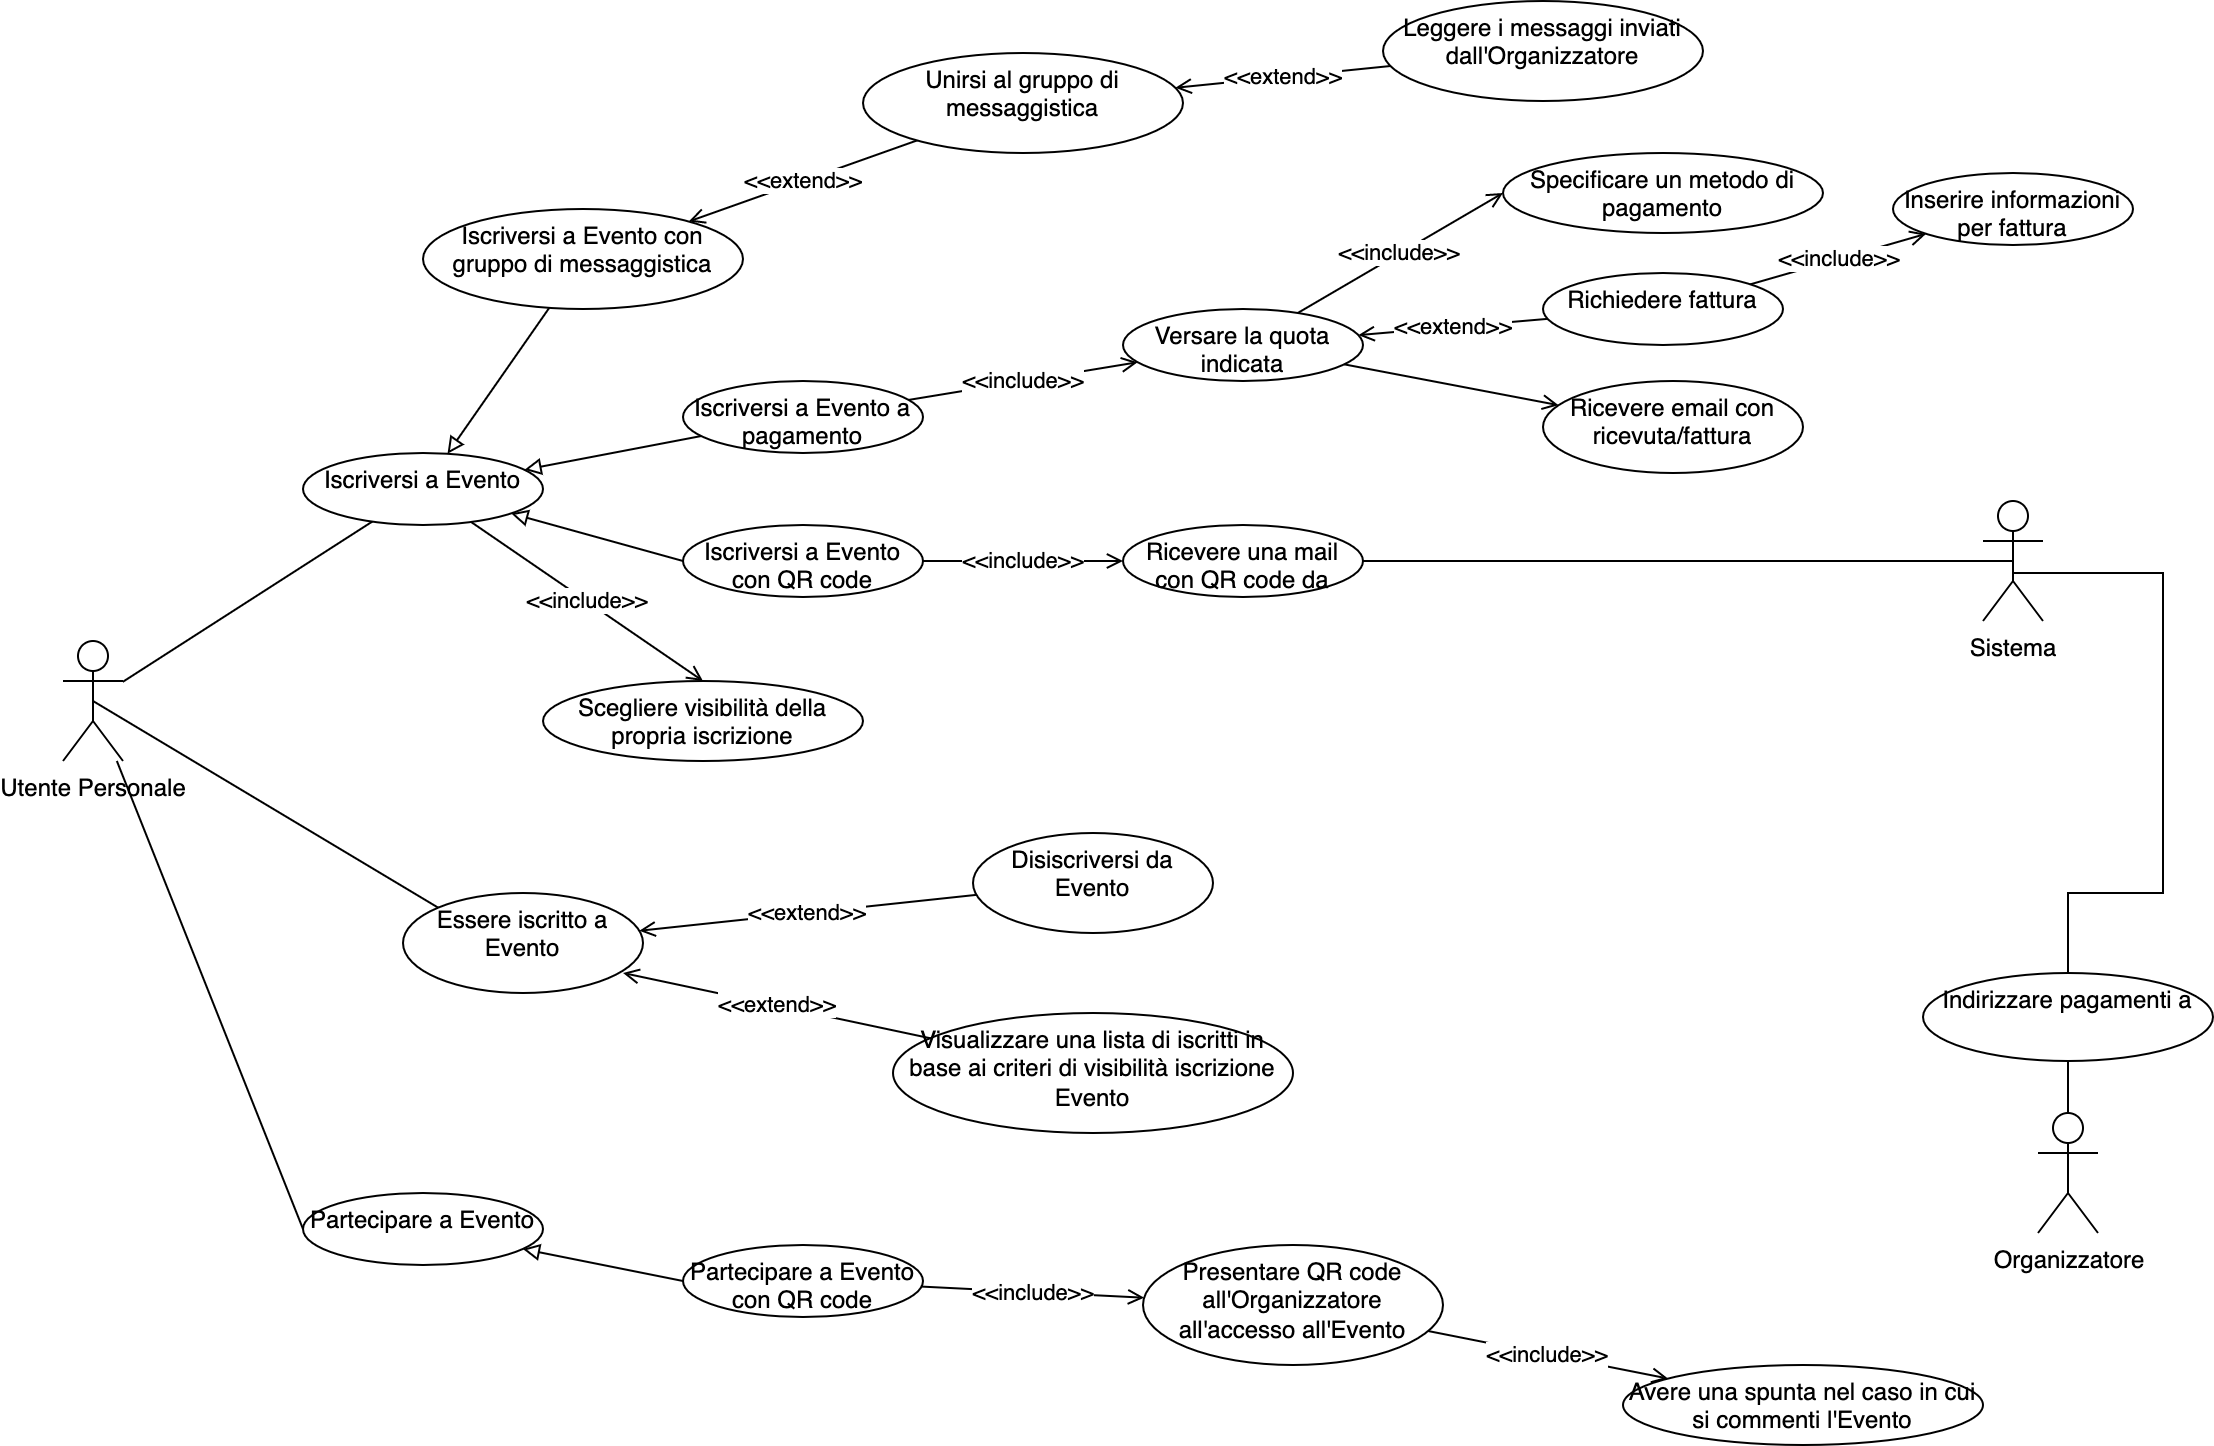 Leggere i messaggi inviati
dall'Organizzatore
<<extend>>
Unirsi al gruppo di
messaggistica
<<extend>>
Specificare un metodo di
pagamento
Inserire informazioni
per fattura
Iscriversi a Evento con
gruppo di messaggistica
<<include>>
<<include>>
Richiedere fattura
<<extend>>
Versare la quota
indicata
<<include>>
Iscriversi a Evento a
pagamento
Ricevere email con
ricevuta/fattura
Iscriversi a Evento
Iscriversi a Evento
con QR code
<<include>>
Ricevere una mail
con QR code da
<<include>>
Sistema
Scegliere visibilità della
propria iscrizione
Utente Personale
Disiscriversi da
Evento
<<extend>>
Essere iscritto a
Evento
<<extend>>
Visualizzare una lista di iscritti in
base ai criteri di visibilità iscrizione
Evento
Indirizzare pagamenti a
Partecipare a Evento
Organizzatore
Partecipare a Evento
con QR code
<<include>>
Presentare QR code
all'Organizzatore
all'accesso all'Evento
<<include>>
Avere una spunta nel caso in cui
si commenti l'Evento